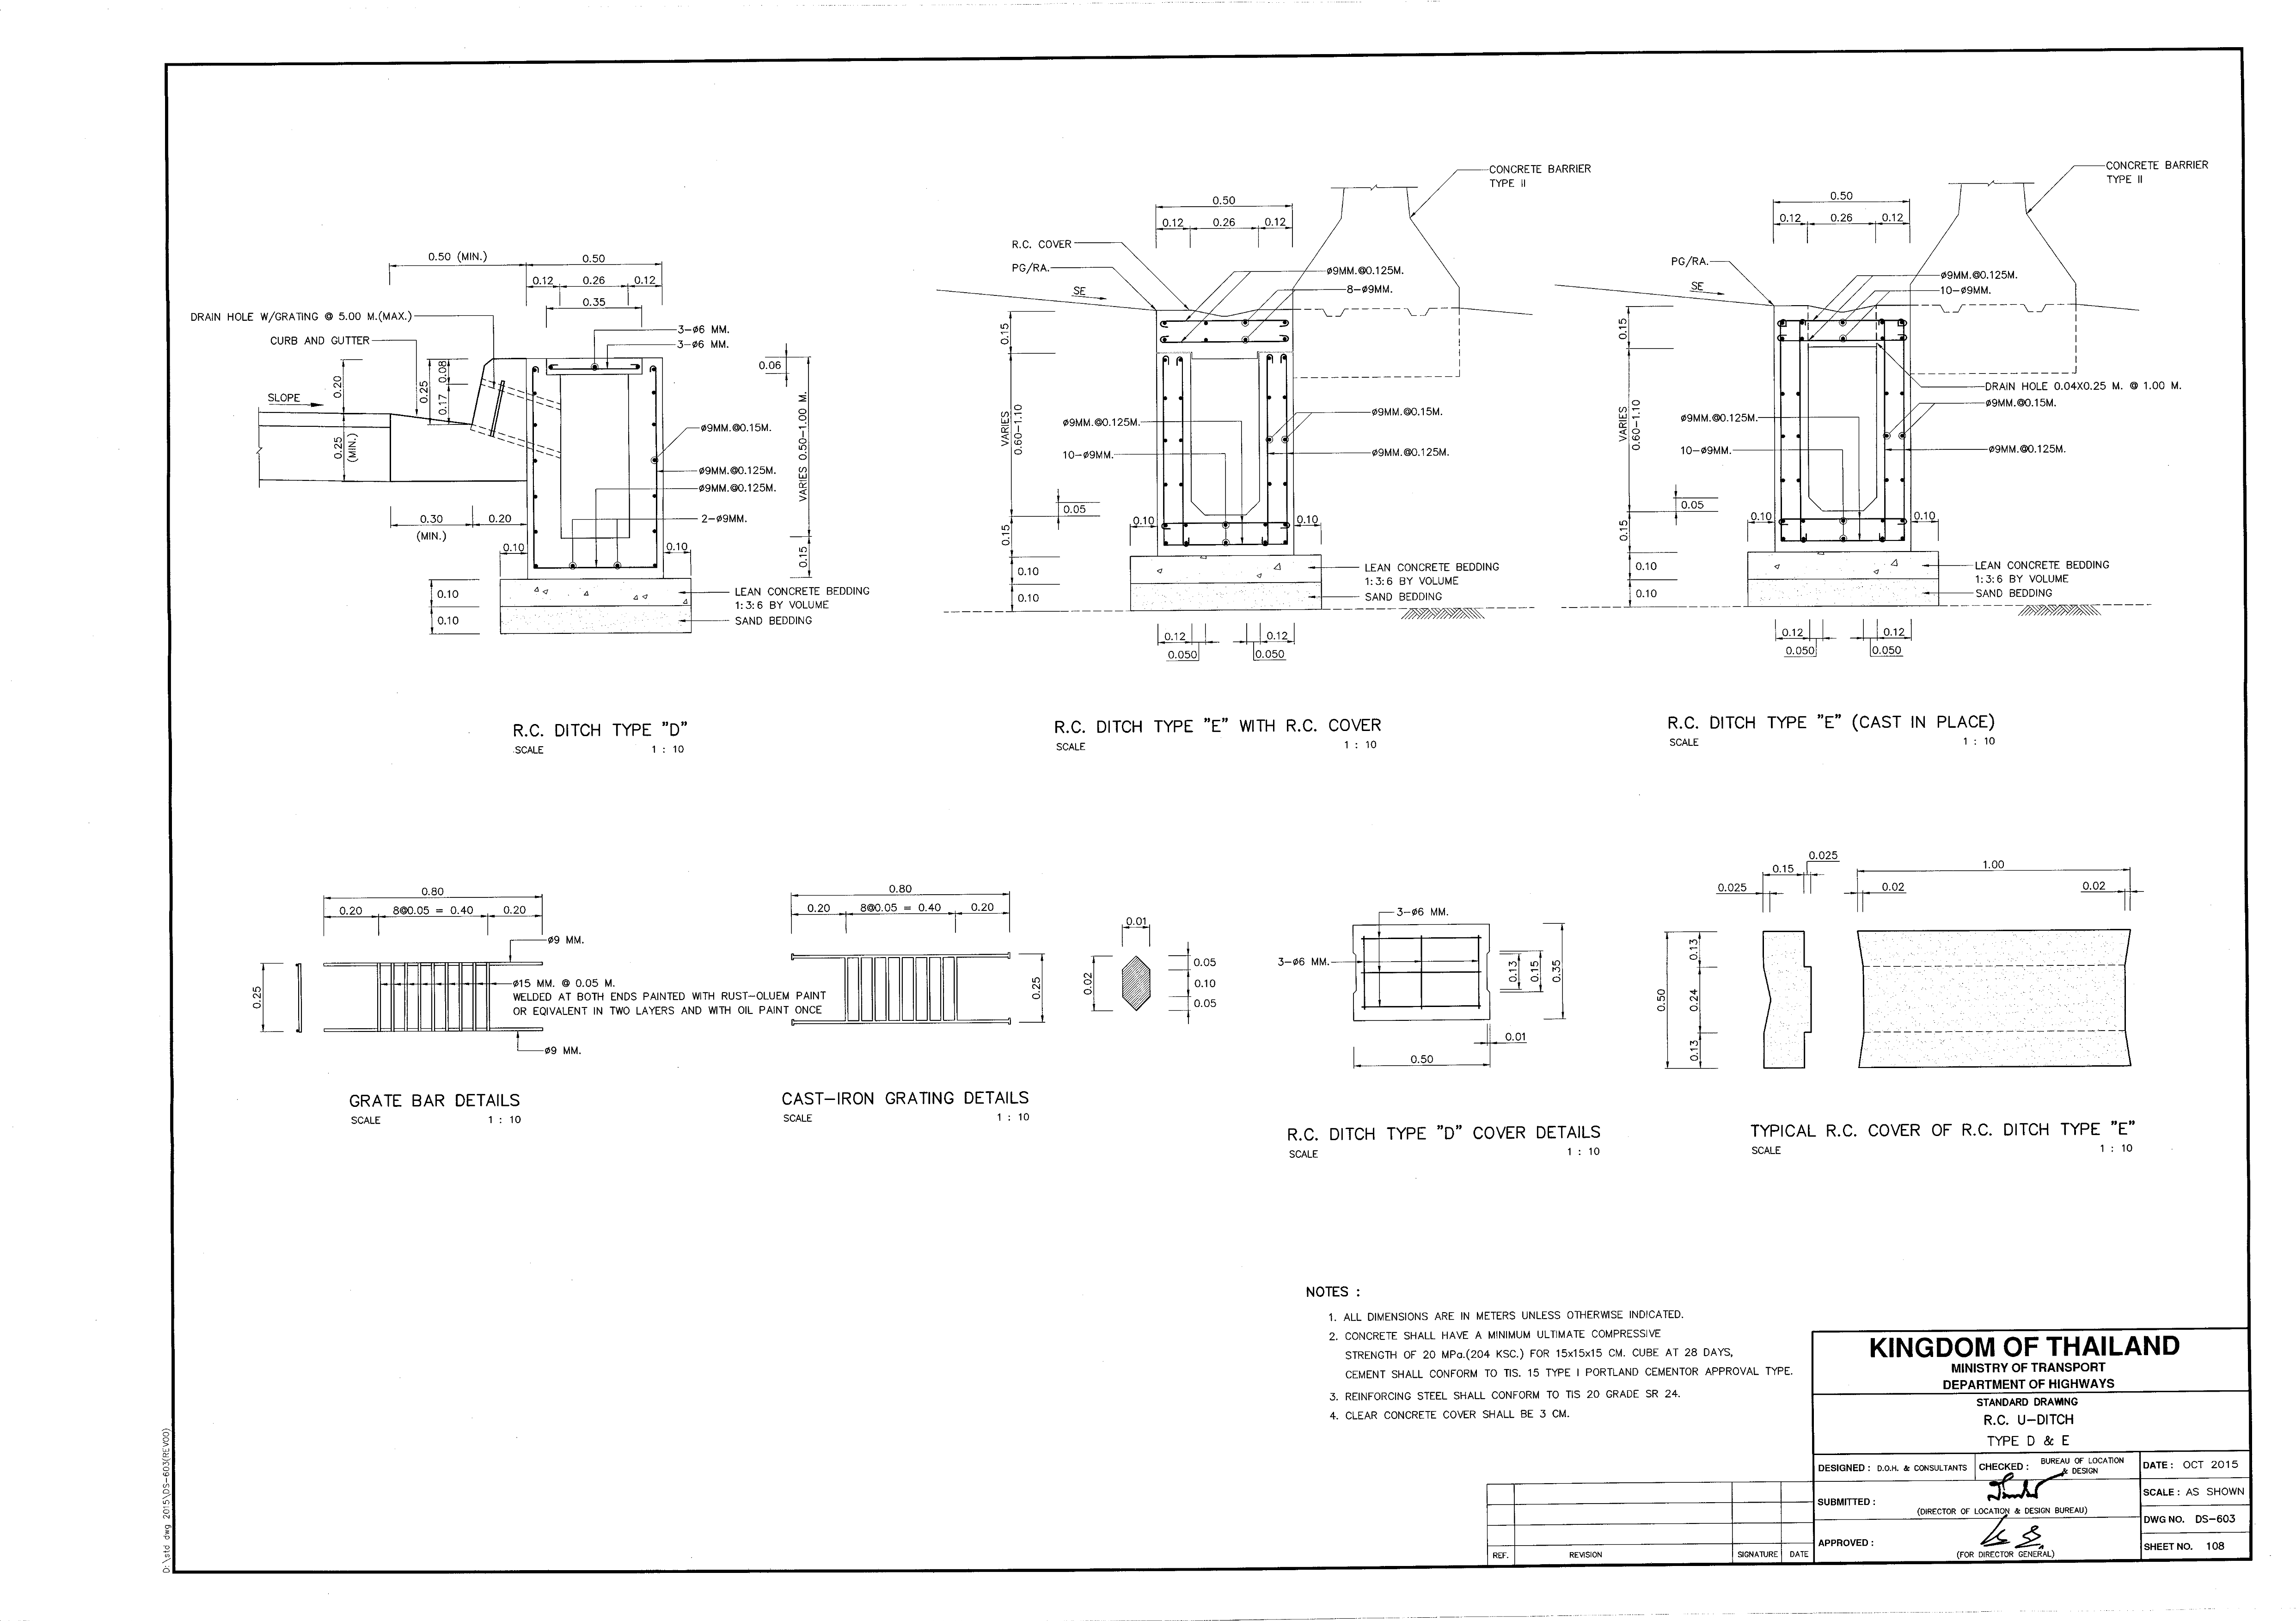 CONCRETE BARRIER
TYPE II
0.50
0.12
0.26
0.12
R.C. COVER
PG/RA.
SE
ø9MM.@0.125M.
8-ø9MM.
0.15
VARIES
0.60-1.10
ø9MM.@0.125M.
10-ø9MM.
ø9MM.@0.15M.
ø9MM.@0.125M.
0.05
0.15
0.10
0.10
0.10
0.10
LEAN CONCRETE BEDDING
1:3:6 BY VOLUME
SAND BEDDING
0.12
0.12
0.050
0.050
R.C. DITCH TYPE "E" WITH R.C. COVER
SCALE 1 : 10
CONCRETE BARRIER
TYPE II
0.50
0.12
0.26
0.12
PG/RA.
SE
ø9MM.@0.125M.
10-ø9MM.
0.15
VARIES
0.60-1.10
DRAIN HOLE 0.04X0.25 M. @ 1.00 M.
ø9MM.@0.15M.
ø9MM.@0.125M.
10-ø9MM.
ø9MM.@0.125M.
0.05
0.15
0.10
0.10
0.10
0.10
LEAN CONCRETE BEDDING
1:3:6 BY VOLUME
SAND BEDDING
0.12
0.12
0.050
0.050
R.C. DITCH TYPE "E" (CAST IN PLACE)
SCALE 1 : 10
0.50 (MIN.)
0.50
0.12
0.26
0.12
0.35
DRAIN HOLE W/GRATING @ 5.00 M.(MAX.)
CURB AND GUTTER
3-ø6 MM.
3-ø6 MM.
0.06
SLOPE
0.20
0.25
0.08
0.17
0.25
(MIN.)
ø9MM.@0.15M.
ø9MM.@0.125M.
ø9MM.@0.125M.
2-ø9MM.
VARIES 0.50-1.00 M.
0.15
0.30
(MIN.)
0.20
0.10
0.10
0.10
0.10
LEAN CONCRETE BEDDING
1:3:6 BY VOLUME
SAND BEDDING
R.C. DITCH TYPE "D"
SCALE 1 : 10
0.80
0.20
8@0.05 = 0.40
0.20
ø9 MM.
0.25
ø15 MM. @ 0.05 M.
WELDED AT BOTH ENDS PAINTED WITH RUST-OLUEM PAINT
OR EQIVALENT IN TWO LAYERS AND WITH OIL PAINT ONCE
ø9 MM.
GRATE BAR DETAILS
SCALE 1 : 10
0.80
0.20
8@0.05 = 0.40
0.20
0.25
0.01
0.02
0.05
0.10
0.05
CAST-IRON GRATING DETAILS
SCALE 1 : 10
3-ø6 MM.
3-ø6 MM.
0.13
0.15
0.35
0.01
0.50
R.C. DITCH TYPE "D" COVER DETAILS
SCALE 1 : 10
0.025
0.15
0.025
1.00
0.02
0.02
0.50
0.13
0.24
0.13
TYPICAL R.C. COVER OF R.C. DITCH TYPE "E"
SCALE 1 : 10
NOTES :
1. ALL DIMENSIONS ARE IN METERS UNLESS OTHERWISE INDICATED.
2. CONCRETE SHALL HAVE A MINIMUM ULTIMATE COMPRESSIVE
STRENGTH OF 20 MPa.(204 KSC.) FOR 15x15x15 CM. CUBE AT 28 DAYS,
CEMENT SHALL CONFORM TO TIS. 15 TYPE I PORTLAND CEMENTOR APPROVAL TYPE.
3. REINFORCING STEEL SHALL CONFORM TO TIS 20 GRADE SR 24.
4. CLEAR CONCRETE COVER SHALL BE 3 CM.
KINGDOM OF THAILAND
MINISTRY OF TRANSPORT
DEPARTMENT OF HIGHWAYS
STANDARD DRAWING
R.C. U-DITCH
TYPE D & E
DESIGNED : D.O.H. & CONSULTANTS
CHECKED : BUREAU OF LOCATION
& DESIGN
DATE : OCT 2015
SUBMITTED :
(DIRECTOR OF LOCATION & DESIGN BUREAU)
SCALE : AS SHOWN
DWG NO. DS-603
APPROVED :
(FOR DIRECTOR GENERAL)
SHEET NO. 108
REF. REVISION SIGNATURE DATE
D:\std dwg 2015\DS-603(REV00)